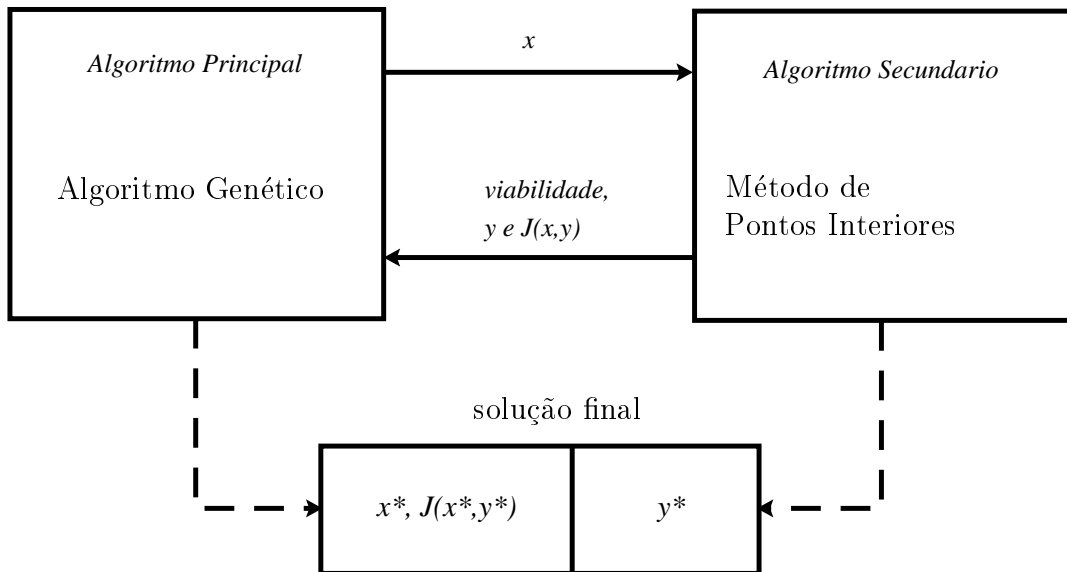 Algoritmo Principal
Algoritmo Genético
x
viabilidade,
y e J(x,y)
Algoritmo Secundario
Método de
Pontos Interiores
solução final
x*, J(x*,y*)
y*